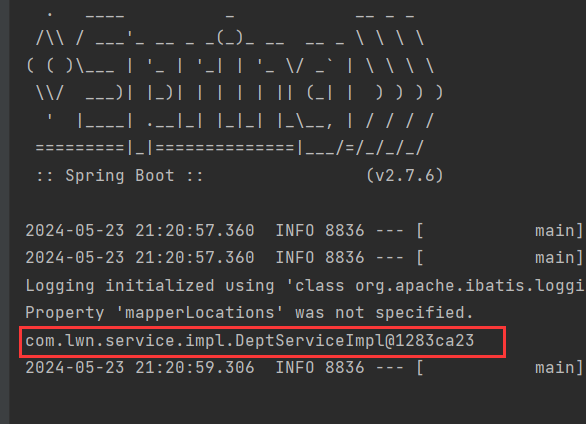 .   ____          _            __ _ _
 /\\ / ___'_ __ _ _(_)_ __  __ _ \ \ \ \
( ( )\___ | '_ | '_| | '_ \/ _` | \ \ \ \
 \\/  ___)| |_)| | | | | || (_| |  ) ) ) )
  '  |____| .__|_| |_|_| |_\__, | / / / /
 =========|_|==============|___/=/_/_/_/
 :: Spring Boot ::                (v2.7.6)
2024-05-23 21:20:57.360  INFO 8836 --- [           main]
2024-05-23 21:20:57.360  INFO 8836 --- [           main]
Logging initialized using 'class org.apache.ibatis.loggi
Property 'mapperLocations' was not specified.
com.lwn.service.impl.DeptServiceImpl@1283ca23
2024-05-23 21:20:59.306  INFO 8836 --- [           main]